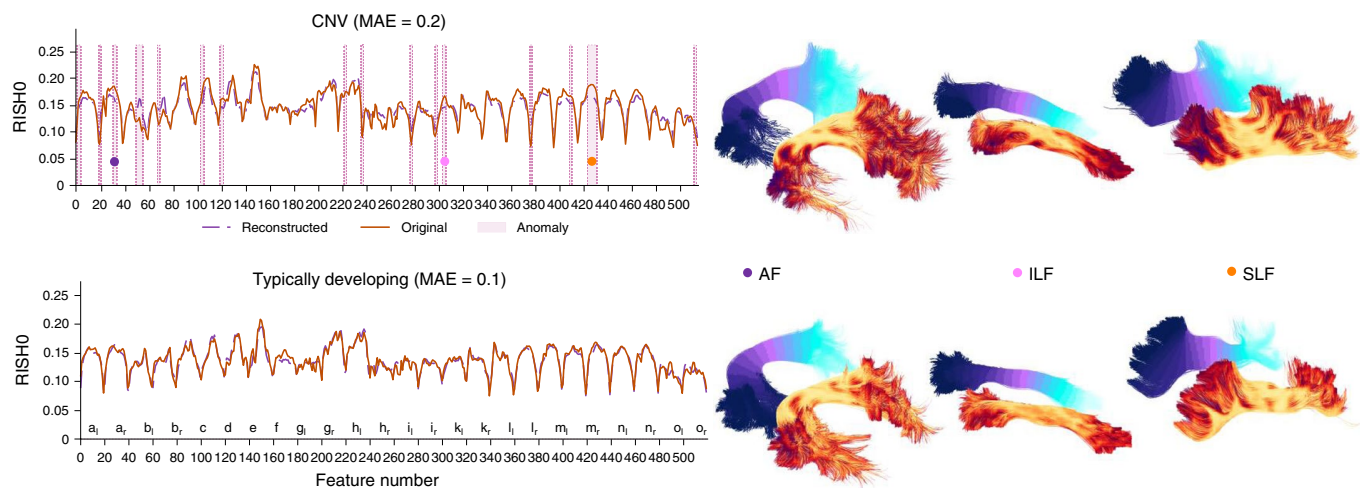 CNV (MAE = 0.2)
0.25
0.20
0.15
0.10
0.05
0
RISH0
0 20 40 60 80 100 120 140 160 180 200 220 240 260 280 300 320 340 360 380 400 420 440 460 480 500
Reconstructed Original Anomaly
AF ILF SLF
Typically developing (MAE = 0.1)
0.25
0.20
0.15
0.10
0.05
0
RISH0
al ar bl br c d e f gl gr hl hr il ir kl kr ll lr ml mr nl nr ol or
0 20 40 60 80 100 120 140 160 180 200 220 240 260 280 300 320 340 360 380 400 420 440 460 480 500
Feature number